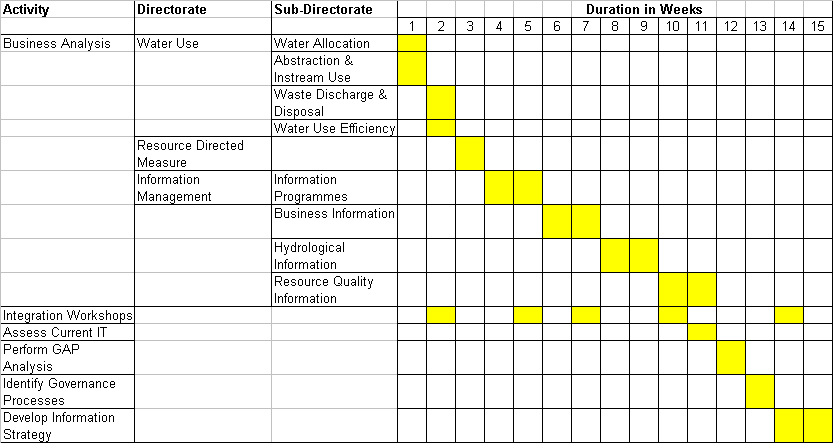 Activity Directorate Sub-Directorate Duration in Weeks
1 2 3 4 5 6 7 8 9 10 11 12 13 14 15
Business Analysis Water Use Water Allocation
Abstraction &
Instream Use
Waste Discharge &
Disposal
Water Use Efficiency
Resource Directed
Measure
Information Information
Management Programmes
Business Information
Hydrological
Information
Resource Quality
Information
Integration Workshops
Assess Current IT
Perform GAP
Analysis
Identify Governance
Processes
Develop Information
Strategy